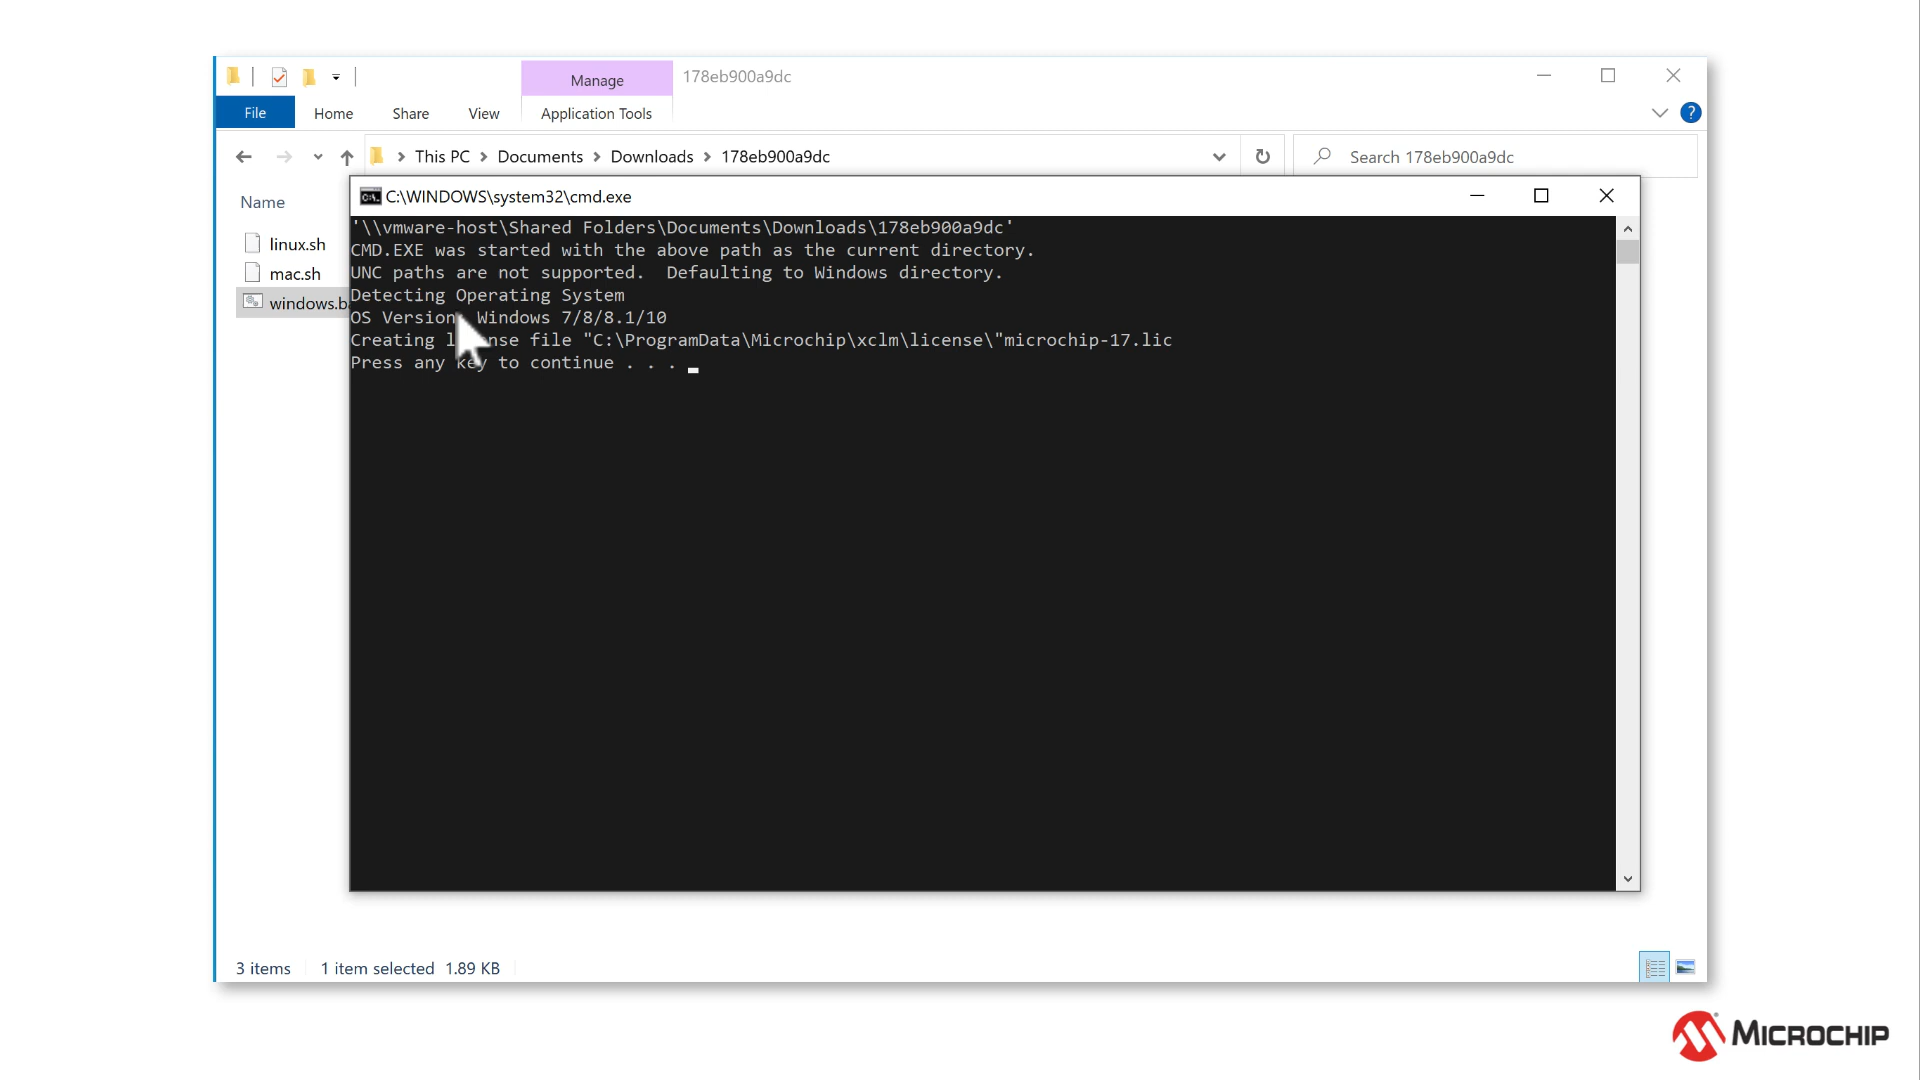 Manage
178eb900a9dc
File
Home
Share
View
Application Tools
?
This PC > Documents > Downloads > 178eb900a9dc
Search 178eb900a9dc
Name
linux.sh
mac.sh
C:\WINDOWS\system32\cmd.exe
'\\vmware-host\Shared Folders\Documents\Downloads\178eb900a9dc'
CMD.EXE was started with the above path as the current directory.
UNC paths are not supported.  Defaulting to Windows directory.
Detecting Operating System
OS Version Windows 7/8/8.1/10
Creating file "C:\ProgramData\Microchip\xclm\license\"microchip-17.lic
Press any key to continue . . .
3 items
1 item selected 1.89 KB
MICROCHIP